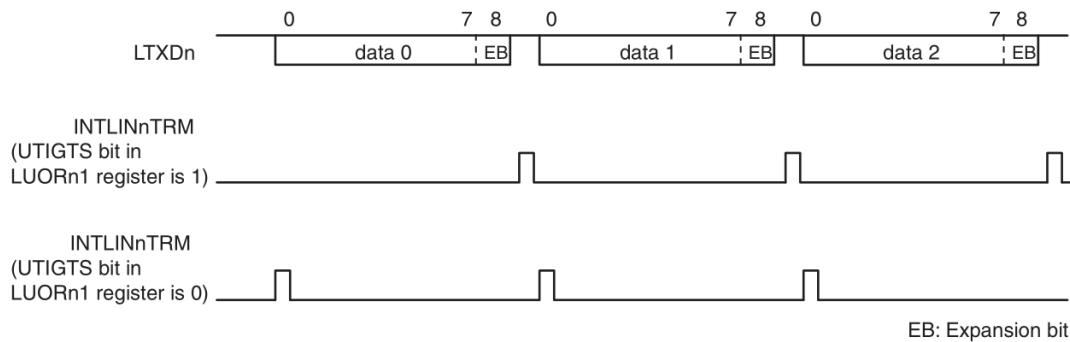 0 7 8 0 7 8 0 7 8
LTXDn data 0 EB data 1 EB data 2 EB
INTLINnTRM
(UTIGTS bit in
LUORn1 register is 1)
INTLINnTRM
(UTIGTS bit in
LUORn1 register is 0)
EB: Expansion bit